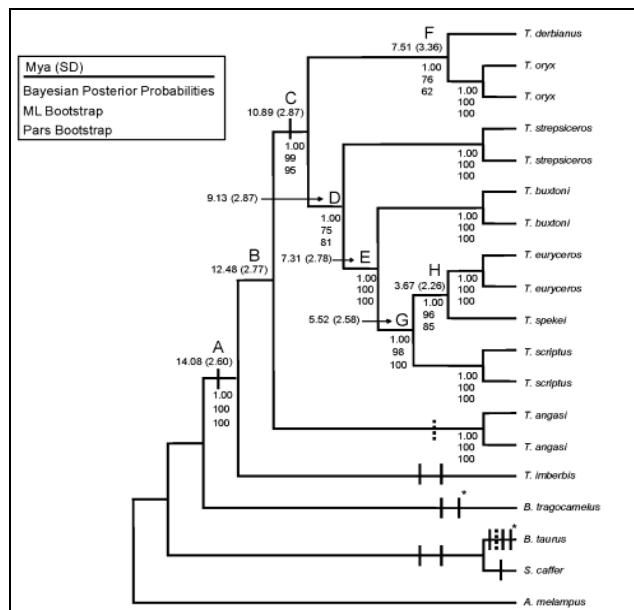 F
7.51 (3.36)
T. derbianus
1.00
76
62
T. oryx
T. oryx
1.00
100
100
Mya (SD)
Bayesian Posterior Probabilities
ML Bootstrap
Pars Bootstrap
C
10.89 (2.87)
1.00
99
95
T. strepsiceros
T. strepsiceros
1.00
100
100
9.13 (2.87)
D
1.00
75
81
T. buxtoni
T. buxtoni
1.00
100
100
B
12.48 (2.77)
7.31 (2.78)
E
1.00
100
100
H
3.67 (2.26)
1.00
96
85
T. euryceros
T. euryceros
1.00
100
100
T. spekei
5.52 (2.58)
G
1.00
98
100
T. scriptus
T. scriptus
1.00
100
100
A
14.08 (2.60)
1.00
100
100
T. angasi
T. angasi
1.00
100
100
T. imberbis
*
B. tragocamelus
*
B. taurus
S. caffer
A. melampus